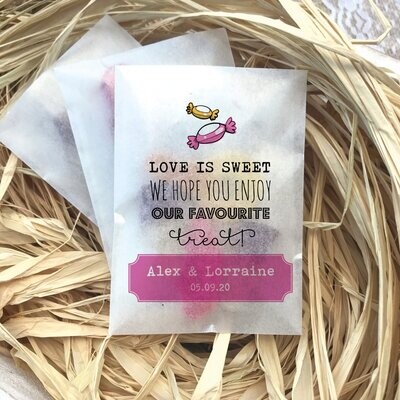 LOVE IS SWEET
WE HOPE YOU ENJOY
OUR FAVOURITE
treat!
Alex & Lorraine
05.09.20